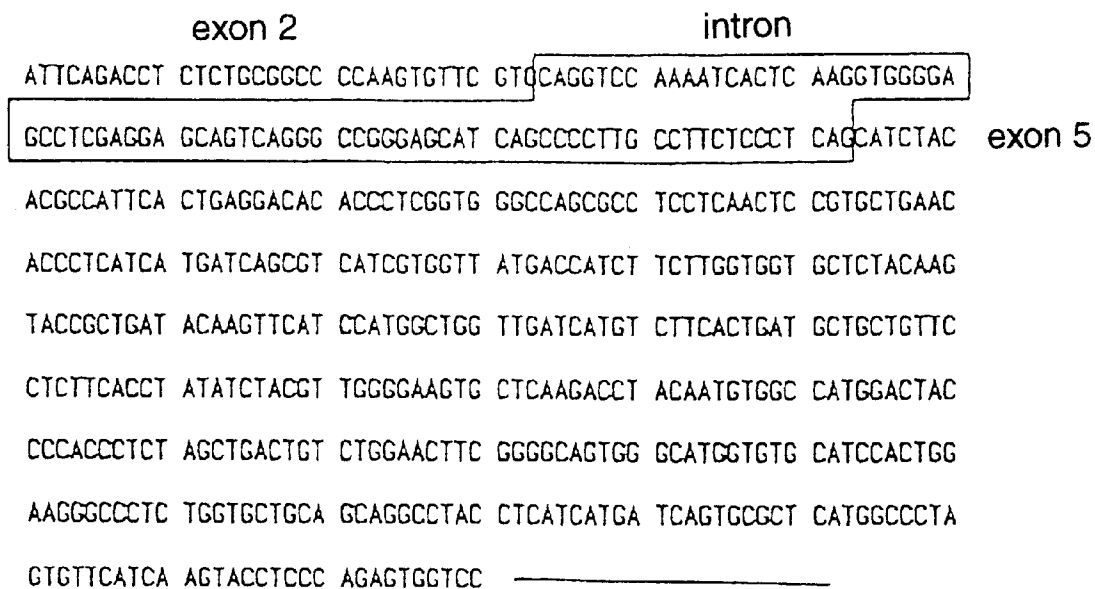 exon 2 intron
ATTCAGACCT CTCTGCGGCC CCAAGTGTTC GTGCAGGTCC AAAATCACTC AAGGTGGGGA
GCCTCGAGGA GCAGTCAGGG CCGGGAGCAT CAGCCCCTTG CCTTCTCCCT CAGCATCTAC exon 5
ACGCCATTCA CTGAGGACAC ACCCTCGGTG GGCCAGCGCC TCCTCAACTC CGTGCTGAAC
ACCCTCATCA TGATCAGCGT CATCGTGGTT ATGACCATCT TCTTGGTGGT GCTCTACAAG
TACCGCTGAT ACAAGTTCAT CCATGGCTGG TTGATCATGT CTTCACTGAT GCTGCTGTTC
CTCTTCACCT ATATCTACGT TGGGGAAGTG CTCAAGACCT ACAATGTGGC CATGGACTAC
CCCACCCTCT AGCTGACTGT CTGGAACTTC GGGGCAGTGG GCATGGTGTG CATCCACTGG
AAGGGCCCTC TGGTGCTGCA GCAGGCCTAC CTCATCATGA TCAGTGCGCT CATGGCCCTA
GTGTTCATCA AGTACCTCCC AGAGTGGTCC